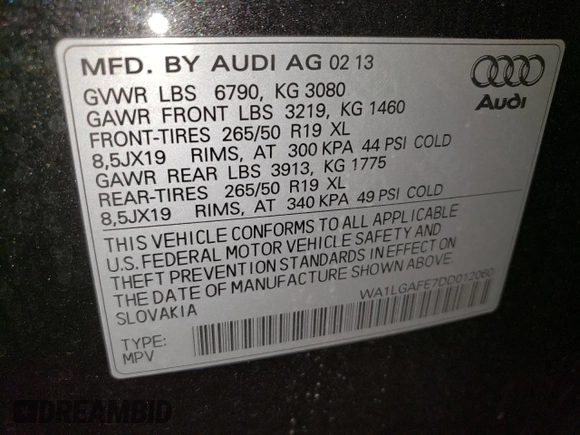 MFD. BY AUDI AG 02 13
GVWR LBS 6790, KG 3080
GAWR FRONT LBS 3219, KG 1460
FRONT-TIRES 265/50 R19 XL
8,5JX19 RIMS, AT 300 KPA 44 PSI COLD
GAWR REAR LBS 3913, KG 1775
REAR-TIRES 265/50 R19 XL
8,5JX19 RIMS, AT 340 KPA 49 PSI COLD
Audi
THIS VEHICLE CONFORMS TO ALL APPLICABLE
U.S. FEDERAL MOTOR VEHICLE SAFETY AND
THEFT PREVENTION STANDARDS IN EFFECT ON
THE DATE OF MANUFACTURE SHOWN ABOVE.
SLOVAKIA
WA1LGAFE7DD012060
TYPE:
MPV
DREAMBID